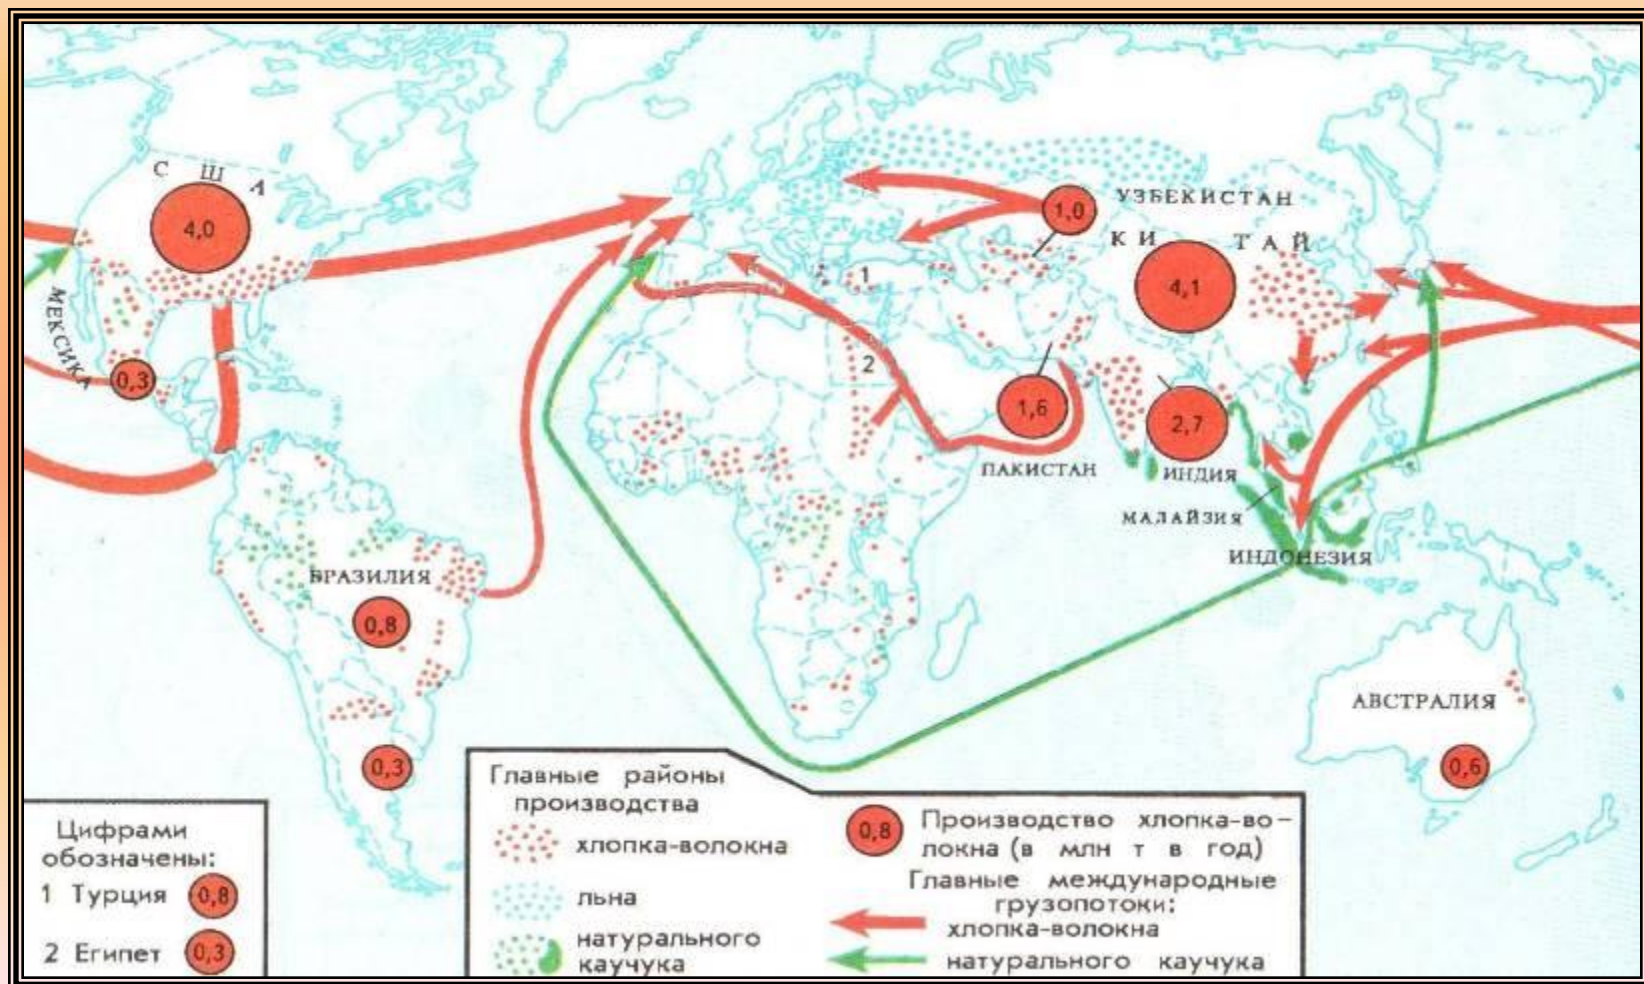 США
4,0
МЕКСИКА
0,3
БРАЗИЛИЯ
0,8
0,3
1
2
1,0
УЗБЕКИСТАН
КИТАЙ
4,1
1,6
ПАКИСТАН
2,7
ИНДИЯ
МАЛАЙЗИЯ
ИНДОНЕЗИЯ
АВСТРАЛИЯ
0,6
Цифрами
обозначены:
1 Турция 0,8
2 Египет 0,3
Главные районы
производства
хлопка-волокна
льна
натурального
каучука
0,8 Производство хлопка-во-
локна (в млн т в год)
Главные международные
грузопотоки:
хлопка-волокна
натурального каучука